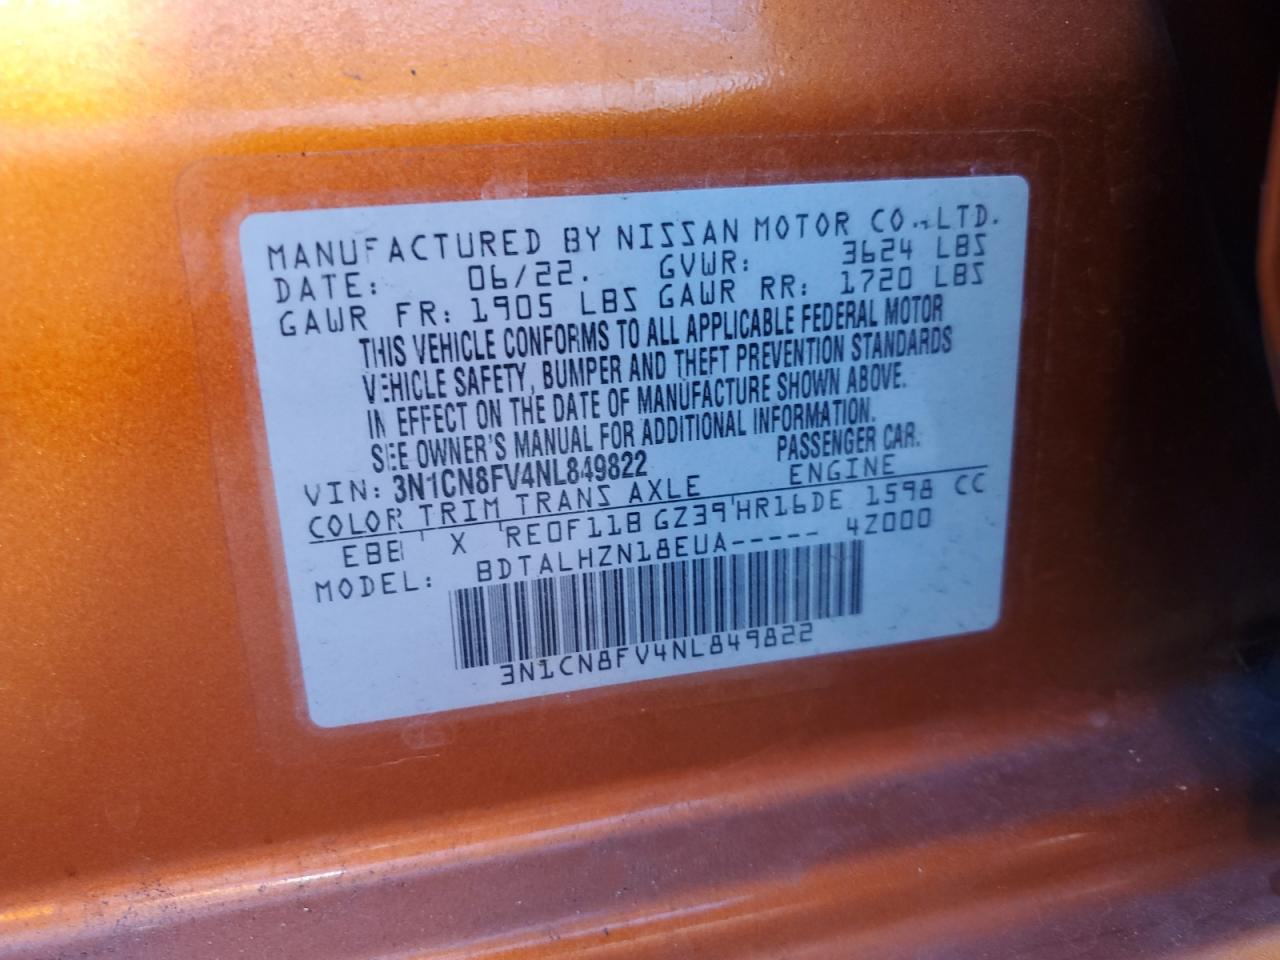 MANUFACTURED BY NISSAN MOTOR CO.,LTD.
DATE: 06/22. GVWR: 3624 LBS
GAWR FR: 1905 LBS GAWR RR: 1720 LBS
THIS VEHICLE CONFORMS TO ALL APPLICABLE FEDERAL MOTOR
VEHICLE SAFETY, BUMPER AND THEFT PREVENTION STANDARDS
IN EFFECT ON THE DATE OF MANUFACTURE SHOWN ABOVE.
SEE OWNER'S MANUAL FOR ADDITIONAL INFORMATION.
VIN: 3N1CN8FV4NL849822 PASSENGER CAR.
COLOR TRIM TRANS AXLE ENGINE
EBB X RE0F11B GZ39 HR16DE 1598 CC
MODEL: BDTALHZN18EUA----- 4Z000
3N1CN8FV4NL849822